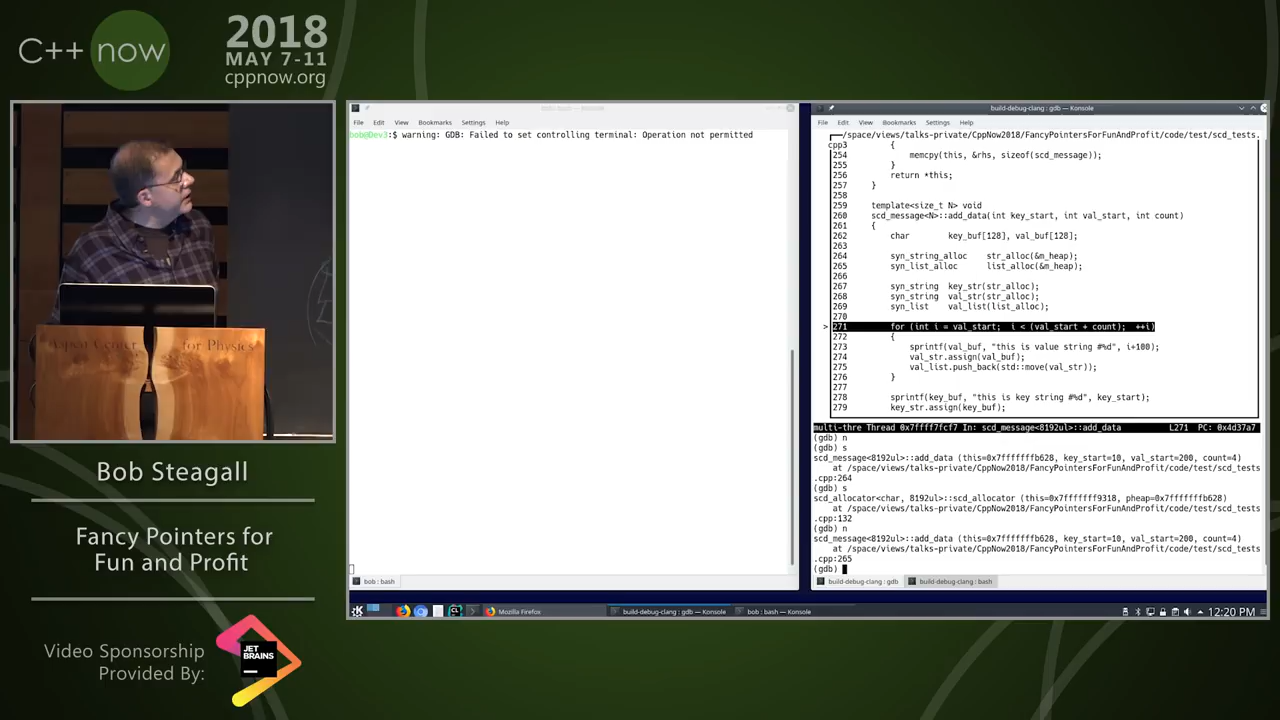 C++ now
2018
MAY 7-11
cppnow.org
Bob Steagall
Fancy Pointers for
Fun and Profit
Video Sponsorship
Provided By:
JET
BRAINS
for Physics
bob : bash — Konsole
File Edit View Bookmarks Settings Help
bob@Dev3:$ warning: GDB: Failed to set controlling terminal: Operation not permitted
bob : bash
build-debug-clang : gdb — Konsole
File Edit View Bookmarks Settings Help
/space/views/talks-private/CppNow2018/FancyPointersForFunAndProfit/code/test/scd_tests.
cpp3 {
254 memcpy(this, &rhs, sizeof(scd_message));
255 }
256 return *this;
257 }
258
259 template<size_t N> void
260 scd_message<N>::add_data(int key_start, int val_start, int count)
261 {
262 char key_buf[128], val_buf[128];
263
264 syn_string_alloc str_alloc(&m_heap);
265 syn_list_alloc list_alloc(&m_heap);
266
267 syn_string key_str(str_alloc);
268 syn_string val_str(str_alloc);
269 syn_list val_list(list_alloc);
270
> 271 for (int i = val_start; i < (val_start + count); ++i)
272 {
273 sprintf(val_buf, "this is value string #%d", i+100);
274 val_str.assign(val_buf);
275 val_list.push_back(std::move(val_str));
276 }
277
278 sprintf(key_buf, "this is key string #%d", key_start);
279 key_str.assign(key_buf);
multi-thre Thread 0x7ffff7fcf7 In: scd_message<8192ul>::add_data L271 PC: 0x4d37a7
(gdb) n
(gdb) s
scd_message<8192ul>::add_data (this=0x7fffffffb628, key_start=10, val_start=200, count=4)
at /space/views/talks-private/CppNow2018/FancyPointersForFunAndProfit/code/test/scd_tests
.cpp:264
(gdb) s
scd_allocator<char, 8192ul>::scd_allocator (this=0x7fffffff9318, pheap=0x7fffffffb628)
at /space/views/talks-private/CppNow2018/FancyPointersForFunAndProfit/code/test/scd_tests
.cpp:132
(gdb) n
scd_message<8192ul>::add_data (this=0x7fffffffb628, key_start=10, val_start=200, count=4)
at /space/views/talks-private/CppNow2018/FancyPointersForFunAndProfit/code/test/scd_tests
.cpp:265
(gdb)
build-debug-clang : gdb build-debug-clang : bash
Mozilla Firefox build-debug-clang : gdb — Konsole bob : bash — Konsole 12:20 PM